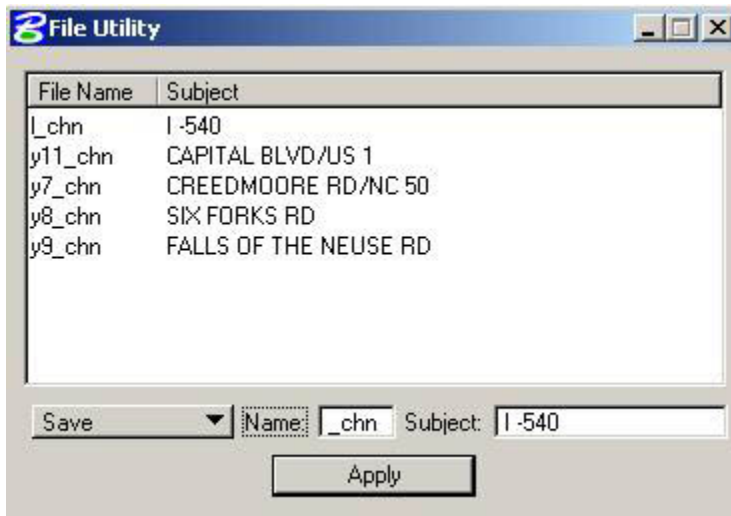 File Utility
File Name Subject
l_chn I -540
y11_chn CAPITAL BLVD/US 1
y7_chn CREEDMOORE RD/NC 50
y8_chn SIX FORKS RD
y9_chn FALLS OF THE NEUSE RD
Save Name: _chn Subject: I -540
Apply